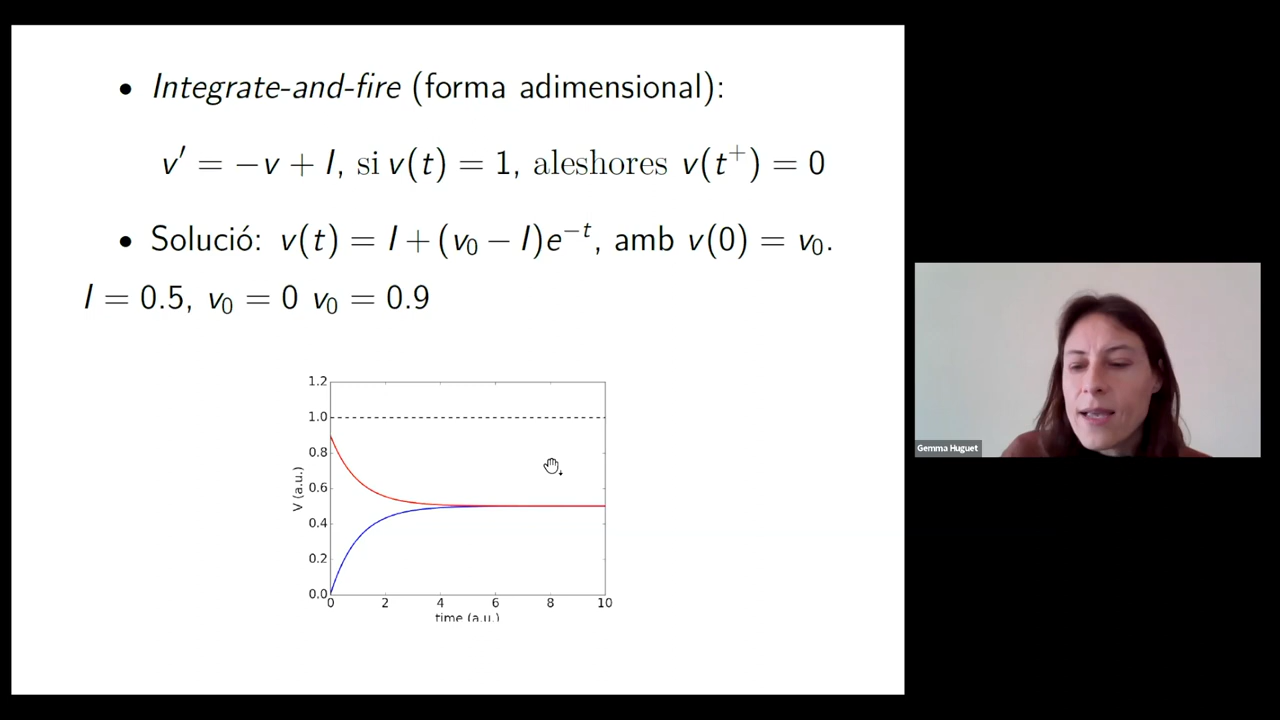 • Integrate-and-fire (forma adimensional):
v′ = −v + I, si v(t) = 1, aleshores v(t⁺) = 0
• Solució: v(t) = I + (v₀ − I)e⁻ᵗ, amb v(0) = v₀.
I = 0.5, v₀ = 0 v₀ = 0.9
1.2
1.0
0.8
0.6
0.4
0.2
0.0
V (a.u.)
0 2 4 6 8 10
time (a.u.)
Gemma Huguet